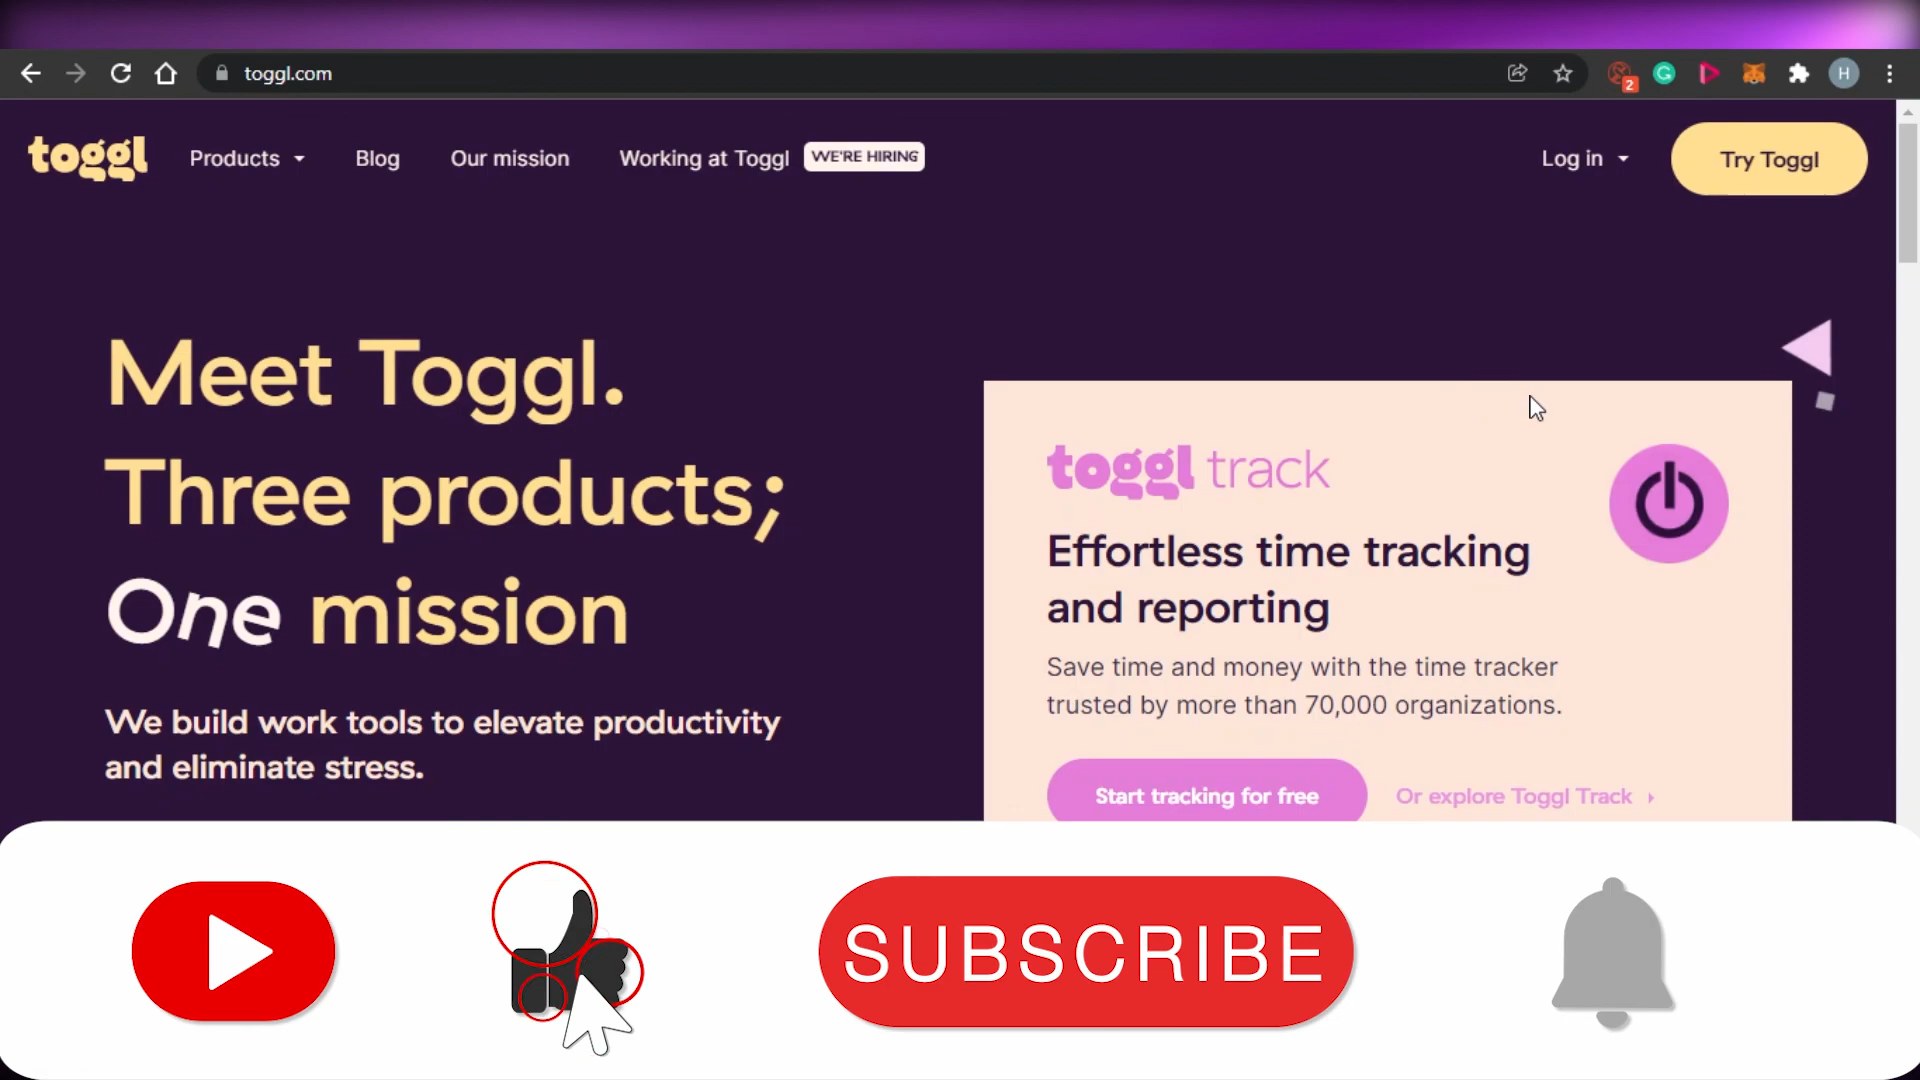 toggl.com
2
H
toggl
Products
Blog
Our mission
Working at Toggl
WE'RE HIRING
Log in
Try Toggl
Meet Toggl.
Three products;
One mission
We build work tools to elevate productivity
and eliminate stress.
toggl track
Effortless time tracking
and reporting
Save time and money with the time tracker
trusted by more than 70,000 organizations.
Start tracking for free
Or explore Toggl Track
SUBSCRIBE